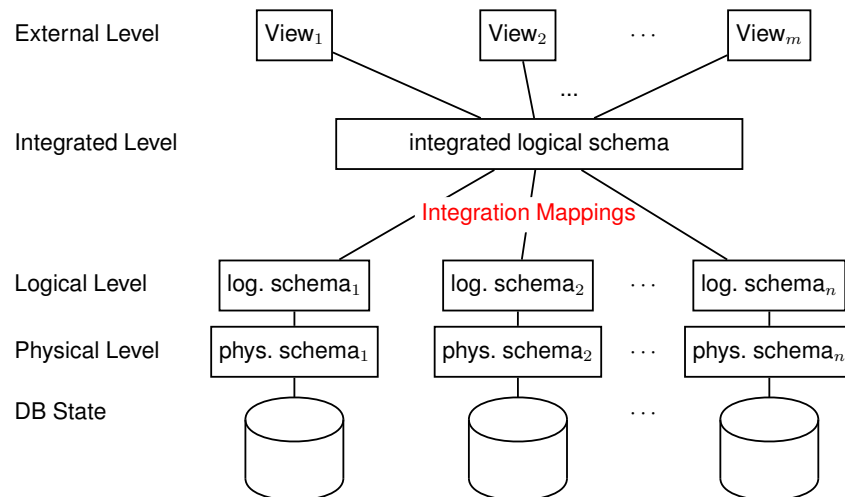 External Level View₁ View₂ ··· Viewₘ
...
Integrated Level integrated logical schema
Integration Mappings
Logical Level log. schema₁ log. schema₂ ··· log. schemaₙ
Physical Level phys. schema₁ phys. schema₂ ··· phys. schemaₙ
DB State ···